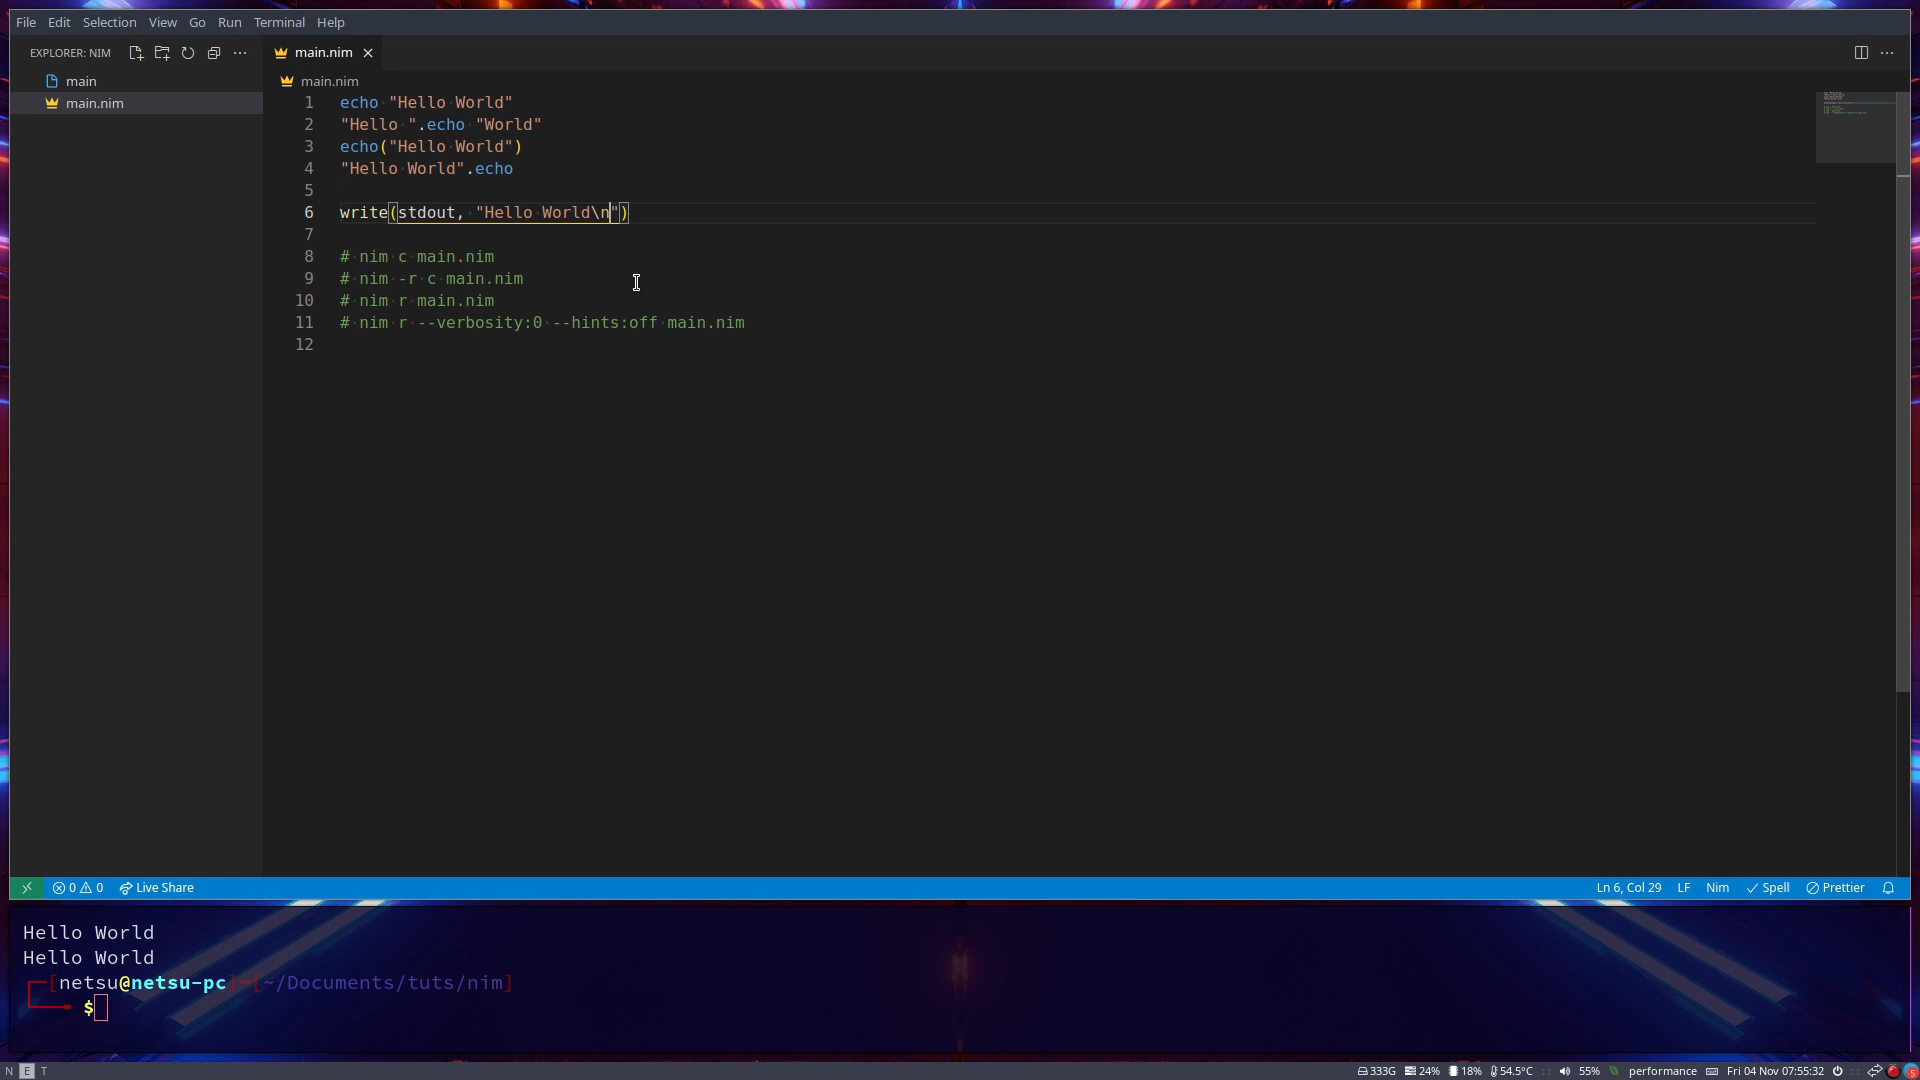 File Edit Selection View Go Run Terminal Help
EXPLORER: NIM
main
main.nim
main.nim
main.nim
1 echo "Hello World"
2 "Hello ".echo "World"
3 echo("Hello World")
4 "Hello World".echo
5
6 write(stdout, "Hello World\n")
7
8 # nim c main.nim
9 # nim -r c main.nim
10 # nim r main.nim
11 # nim r --verbosity:0 --hints:off main.nim
12
0 0 Live Share Ln 6, Col 29 LF Nim Spell Prettier
Hello World
Hello World
[netsu@netsu-pc]-[~/Documents/tuts/nim]
$
N E T 333G 24% 18% 54.5°C :: 55% performance Fri 04 Nov 07:55:32 :: 5